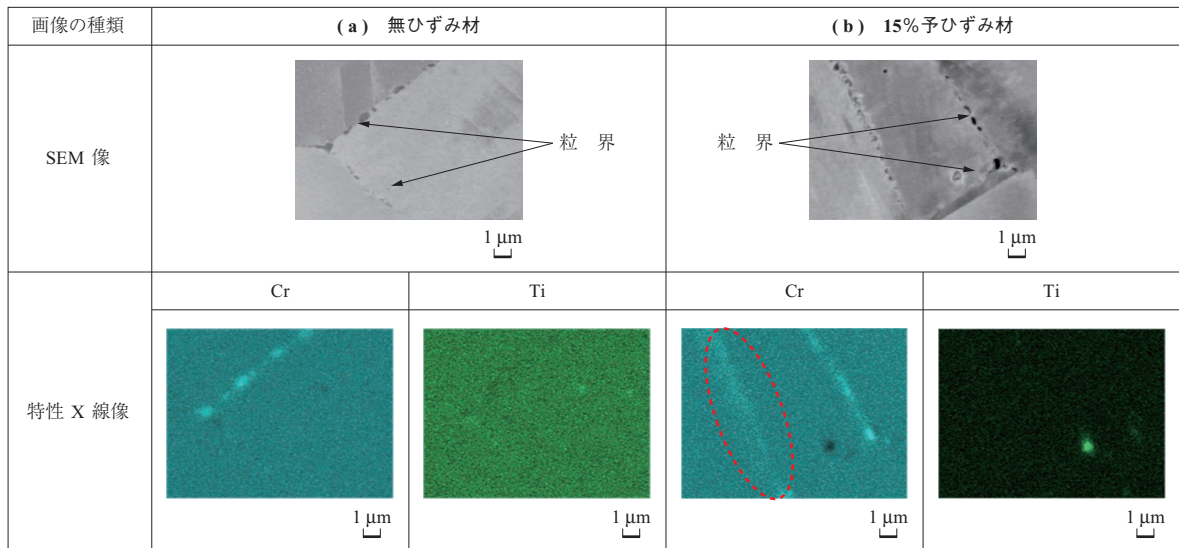 画像の種類
( a ) 無ひずみ材
( b ) 15%予ひずみ材
SEM 像
粒 界
1 μm
粒 界
1 μm
特性 X 線像
Cr
Ti
Cr
Ti
1 μm
1 μm
1 μm
1 μm